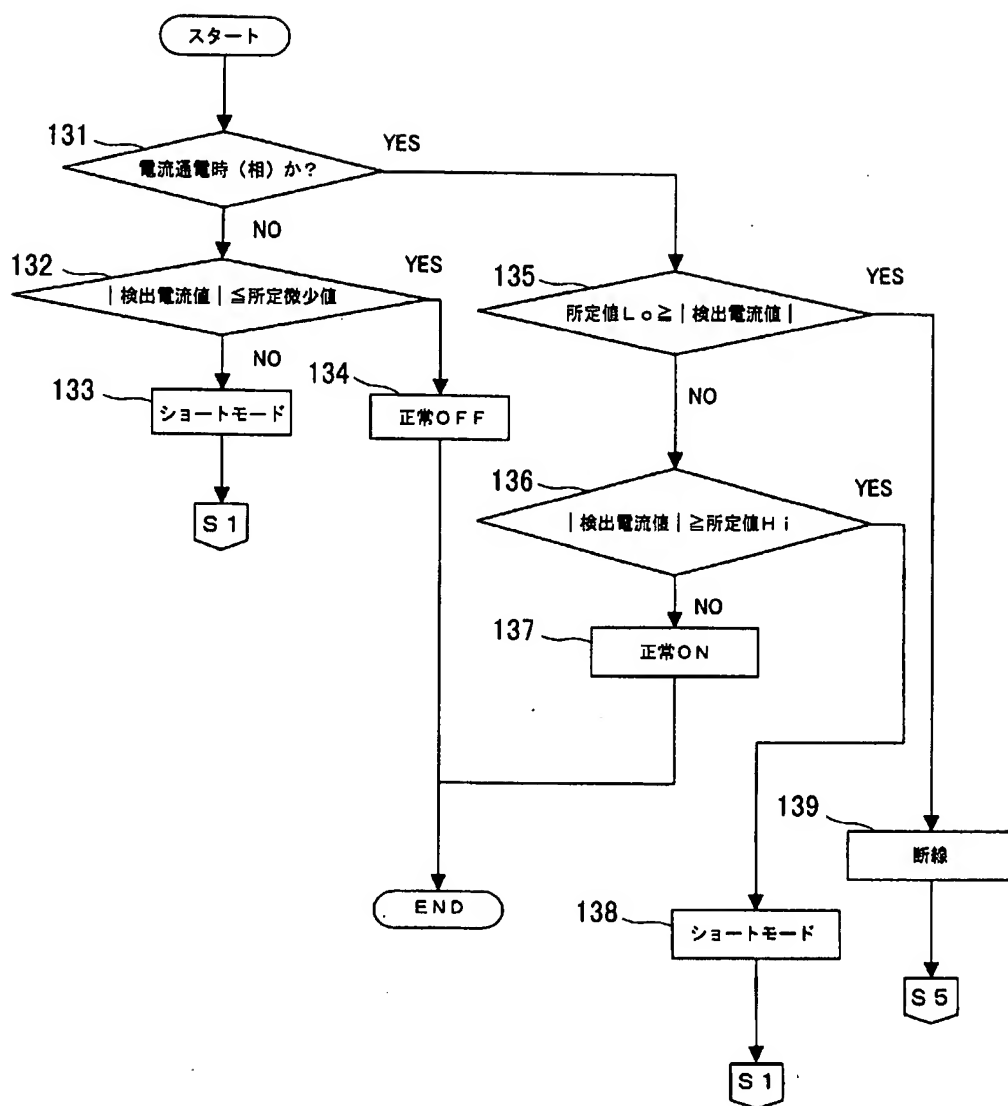 スタート
131
電流通電時(相)か?
YES
NO
132
|検出電流値|≦所定微少値
YES
NO
133
ショートモード
S1
134
正常OFF
135
所定値Lo≧|検出電流値|
YES
NO
136
|検出電流値|≧所定値Hi
YES
NO
137
正常ON
END
138
ショートモード
S1
139
断線
S5